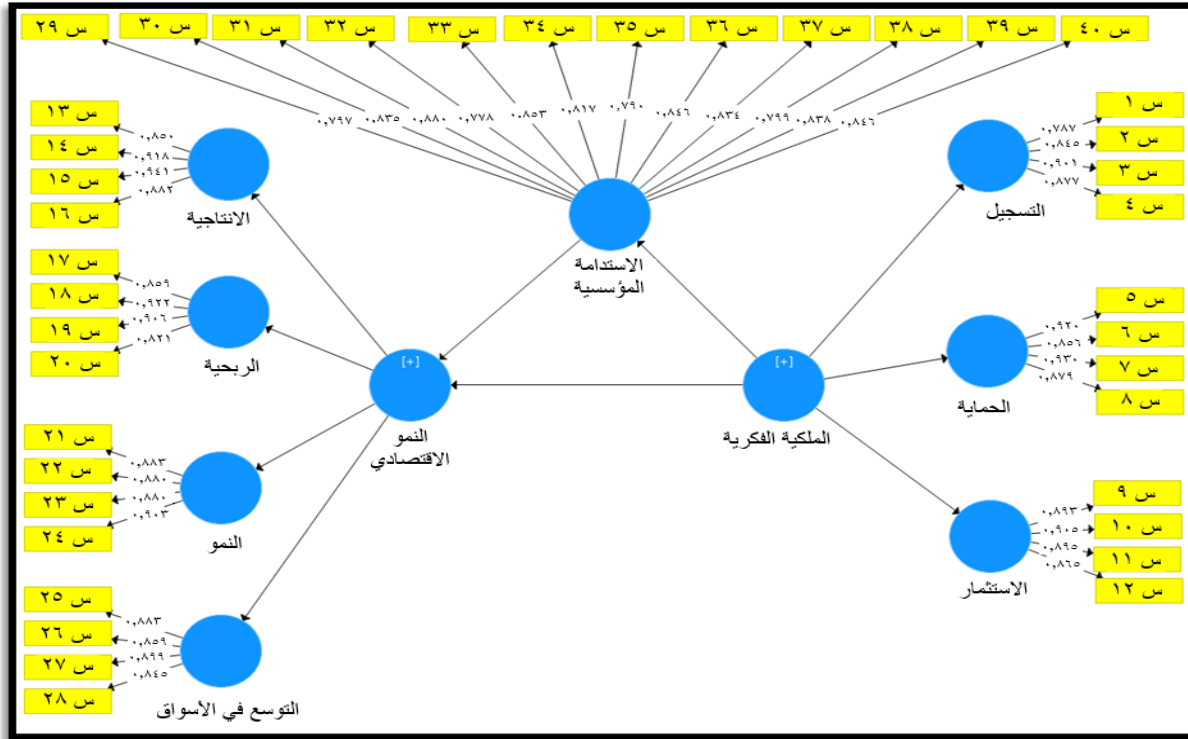 س ٢٩
س ٣٠
س ٣١
س ٣٢
س ٣٣
س ٣٤
س ٣٥
س ٣٦
س ٣٧
س ٣٨
س ٣٩
س ٤٠
٠,٧٩٧
٠,٨٣٥
٠,٨٨٠
٠,٧٧٨
٠,٨٥٣
٠,٨١٧
٠,٧٩٠
٠,٨٤٦
٠,٨٣٤
٠,٧٩٩
٠,٨٣٨
٠,٨٤٦
الاستدامة
المؤسسية
س ١
س ٢
س ٣
س ٤
٠,٧٨٧
٠,٨٤٥
٠,٩٠١
٠,٨٧٧
التسجيل
س ٥
س ٦
س ٧
س ٨
٠,٩٢٠
٠,٨٥٦
٠,٩٣٠
٠,٨٧٩
الحماية
س ٩
س ١٠
س ١١
س ١٢
٠,٨٩٣
٠,٩٠٥
٠,٨٩٥
٠,٨٦٥
الاستثمار
[+]
الملكية الفكرية
[+]
النمو
الاقتصادي
س ١٣
س ١٤
س ١٥
س ١٦
٠,٨٥٠
٠,٩١٨
٠,٩٤١
٠,٨٨٢
الانتاجية
س ١٧
س ١٨
س ١٩
س ٢٠
٠,٨٥٩
٠,٩٢٢
٠,٩٠٦
٠,٨٢١
الربحية
س ٢١
س ٢٢
س ٢٣
س ٢٤
٠,٨٨٣
٠,٨٨٠
٠,٨٨٠
٠,٩٠٣
النمو
س ٢٥
س ٢٦
س ٢٧
س ٢٨
٠,٨٨٣
٠,٨٥٩
٠,٨٩٩
٠,٨٤٥
التوسع في الأسواق